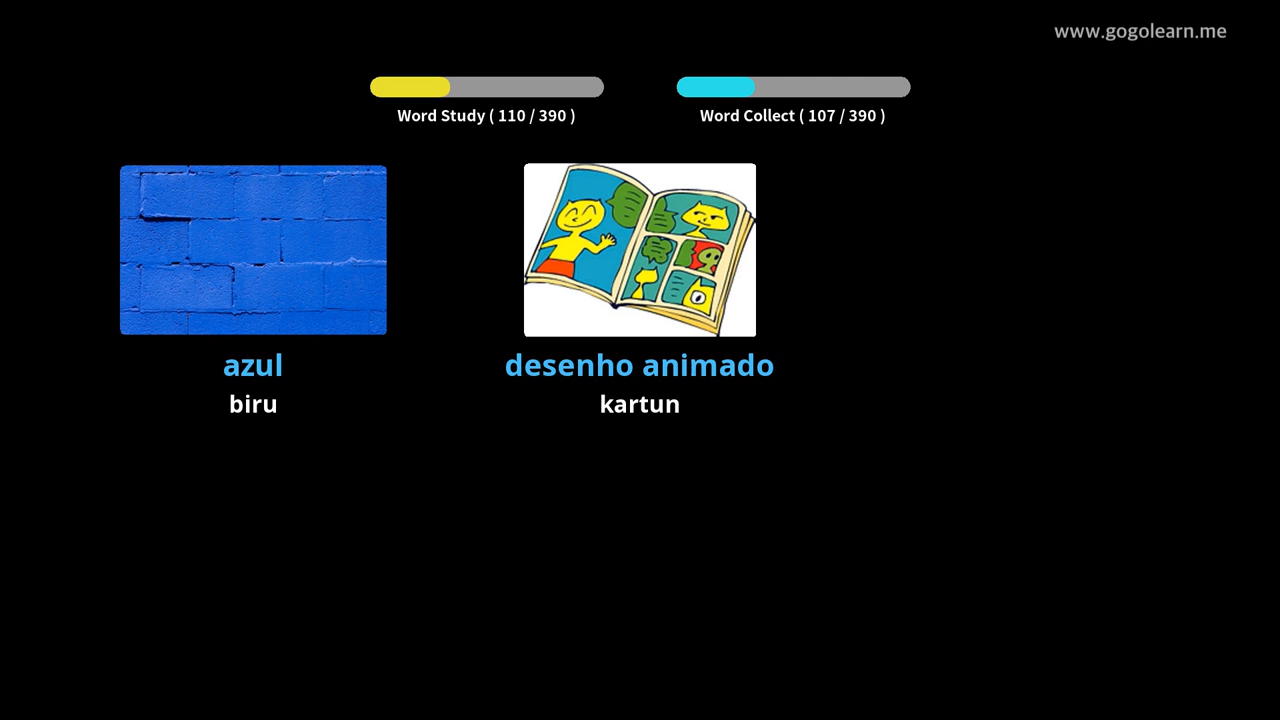 www.gogolearn.me
Word Study ( 110 / 390 )
Word Collect ( 107 / 390 )
azul
biru
desenho animado
kartun